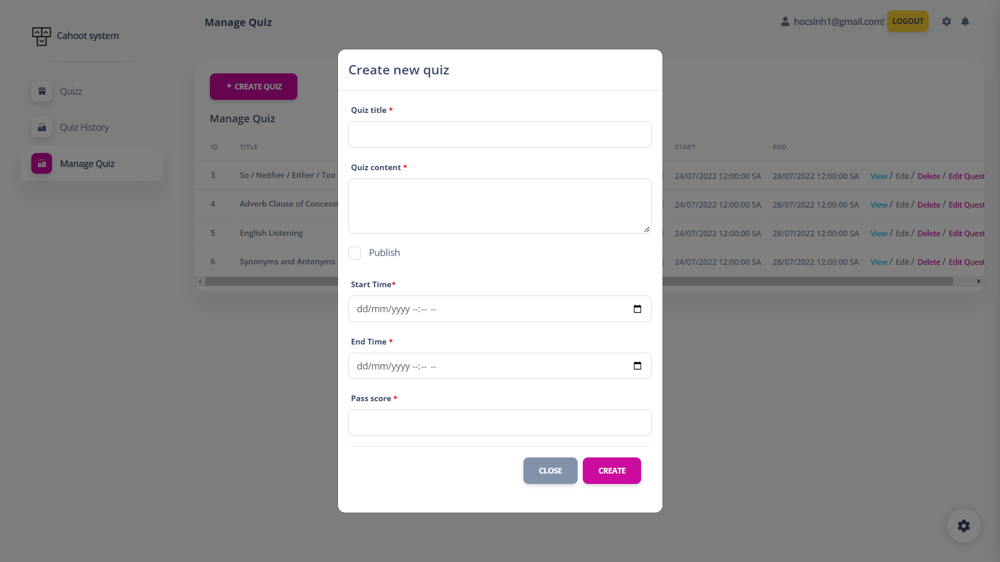 Cahoot system
Manage Quiz
hocsinh1@gmail.com!
LOGOUT
Quizz
Quiz History
Manage Quiz
+ CREATE QUIZ
Manage Quiz
ID TITLE START END
3 So / Neither / Either / Too 24/07/2022 12:00:00 SA 28/07/2022 12:00:00 SA View / Edit / Delete / Edit Quest
4 Adverb Clause of Concessi 24/07/2022 12:00:00 SA 28/07/2022 12:00:00 SA View / Edit / Delete / Edit Quest
5 English Listening 24/07/2022 12:00:00 SA 28/07/2022 12:00:00 SA View / Edit / Delete / Edit Quest
6 Synonyms and Antonyms 24/07/2022 12:00:00 SA 28/07/2022 12:00:00 SA View / Edit / Delete / Edit Quest
Create new quiz
Quiz title *
Quiz content *
Publish
Start Time*
dd/mm/yyyy --:-- --
End Time *
dd/mm/yyyy --:-- --
Pass score *
CLOSE
CREATE